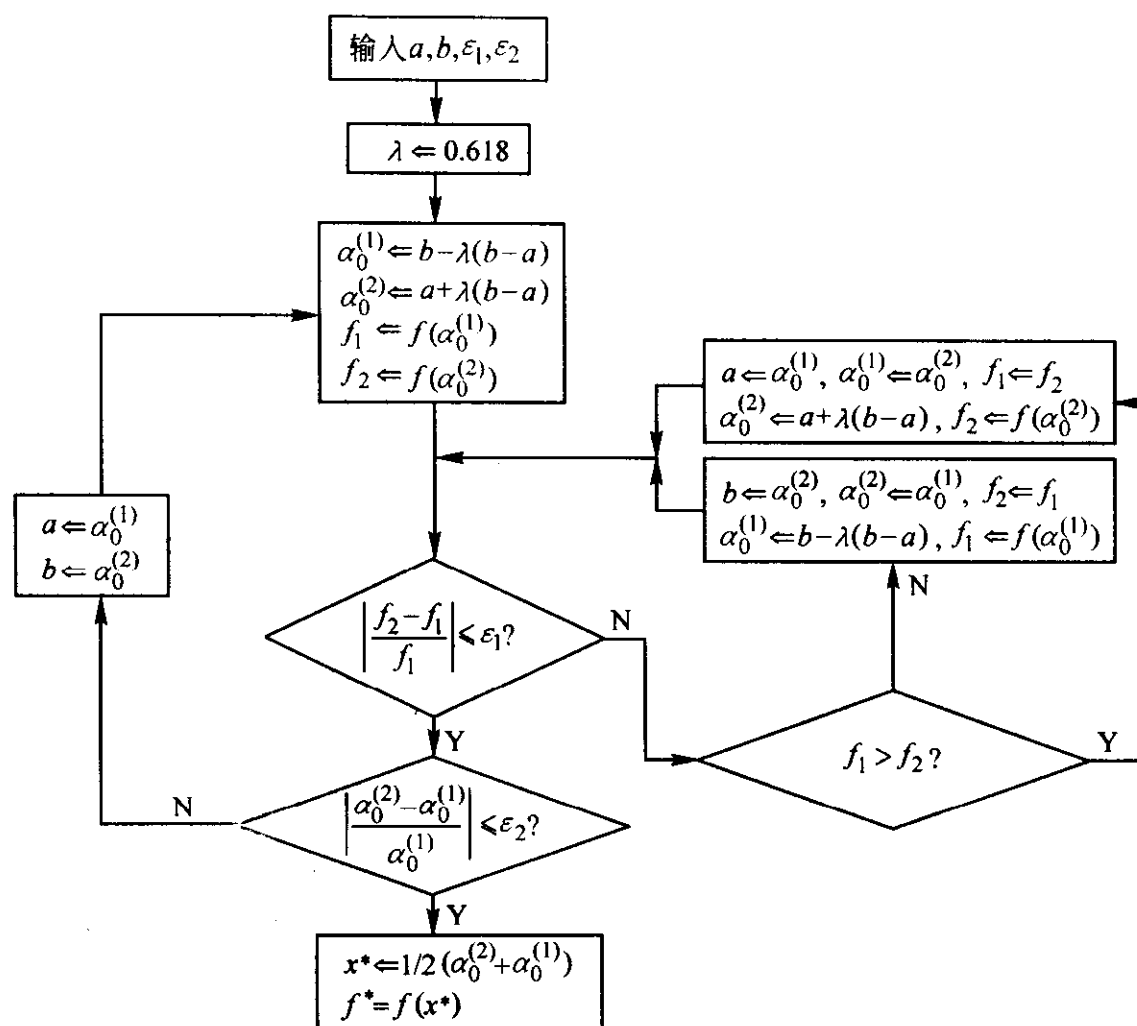 输入a,b,ε₁,ε₂
λ⇐0.618
α₀⁽¹⁾⇐b−λ(b−a)
α₀⁽²⁾⇐a+λ(b−a)
f₁⇐f(α₀⁽¹⁾)
f₂⇐f(α₀⁽²⁾)
a⇐α₀⁽¹⁾, α₀⁽¹⁾⇐α₀⁽²⁾, f₁⇐f₂
α₀⁽²⁾⇐a+λ(b−a), f₂⇐f(α₀⁽²⁾)
b⇐α₀⁽²⁾, α₀⁽²⁾⇐α₀⁽¹⁾, f₂⇐f₁
α₀⁽¹⁾⇐b−λ(b−a), f₁⇐f(α₀⁽¹⁾)
a⇐α₀⁽¹⁾
b⇐α₀⁽²⁾
|(f₂−f₁)/f₁|⩽ε₁?
N
N
Y
f₁>f₂?
Y
|(α₀⁽²⁾−α₀⁽¹⁾)/α₀⁽¹⁾|⩽ε₂?
N
Y
x*⇐1/2(α₀⁽²⁾+α₀⁽¹⁾)
f*=f(x*)